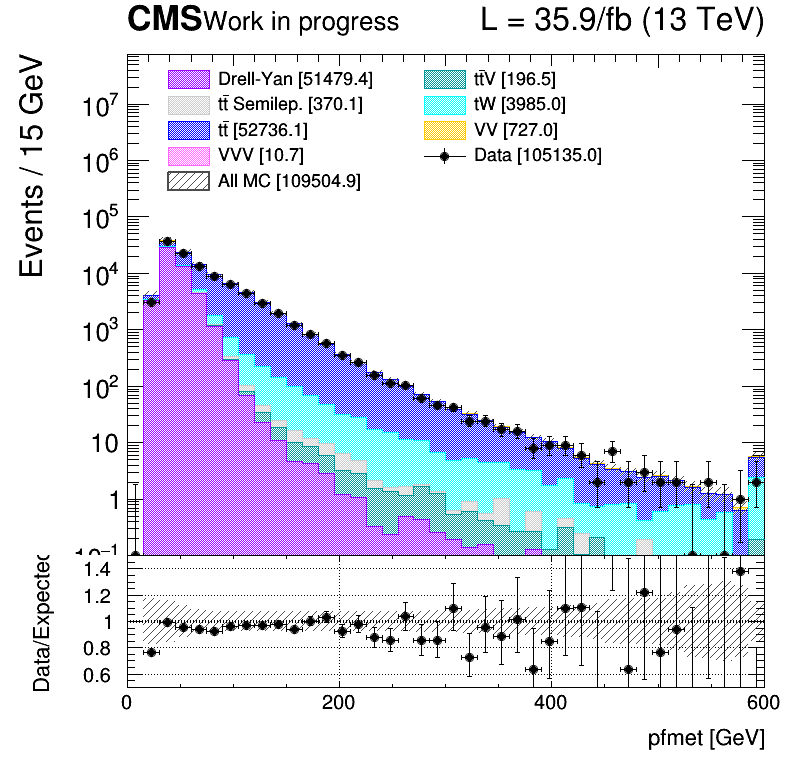 CMS Work in progress L = 35.9/fb (13 TeV)
Events / 15 GeV
Drell-Yan [51479.4]
tt̄ Semilep. [370.1]
tt̄ [52736.1]
VVV [10.7]
All MC [109504.9]
tt̄V [196.5]
tW [3985.0]
VV [727.0]
Data [105135.0]
10⁷
10⁶
10⁵
10⁴
10³
10²
10
1
10⁻¹
Data/Expected
1.4
1.2
1
0.8
0.6
0 200 400 600
pfmet [GeV]